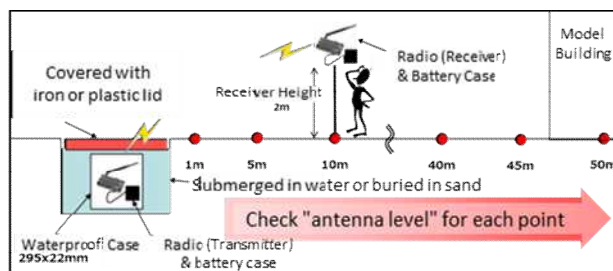 Model
Building
Radio (Receiver)
& Battery Case
Covered with
iron or plastic lid
Receiver Height
2m
1m
5m
10m
40m
45m
50m
Submerged in water or buried in sand
Check "antenna level" for each point
Waterproof Case
295x22mm
Radio (Transmitter)
& battery case